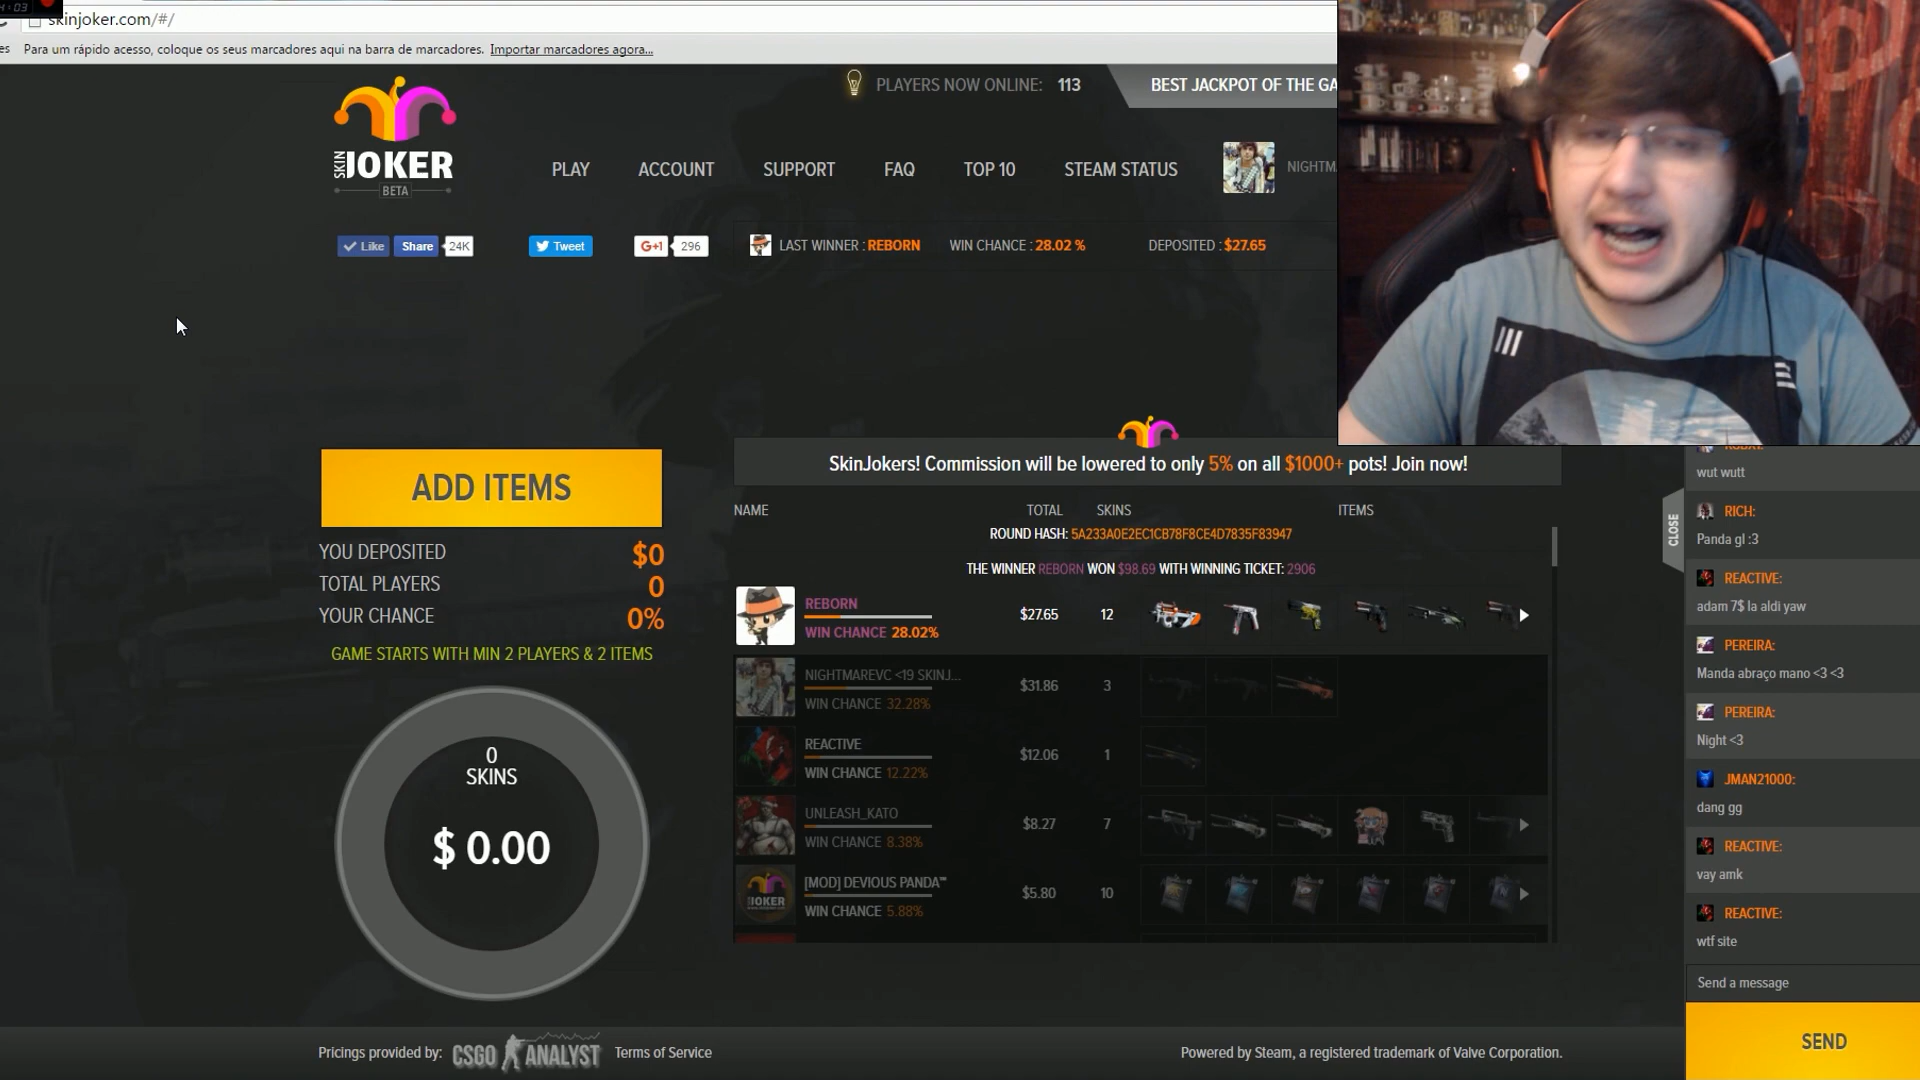 4:03
skinjoker.com/#/
es Para um rápido acesso, coloque os seus marcadores aqui na barra de marcadores. Importar marcadores agora...
PLAYERS NOW ONLINE: 113
BEST JACKPOT OF THE GA
SKIN JOKER
BETA
PLAY ACCOUNT SUPPORT FAQ TOP 10 STEAM STATUS
NIGHTM
Like Share 24K Tweet G+1 296
LAST WINNER : REBORN WIN CHANCE : 28.02 % DEPOSITED : $27.65
SkinJokers! Commission will be lowered to only 5% on all $1000+ pots! Join now!
ADD ITEMS
YOU DEPOSITED $0
TOTAL PLAYERS 0
YOUR CHANCE 0%
GAME STARTS WITH MIN 2 PLAYERS & 2 ITEMS
0
SKINS
$ 0.00
NAME TOTAL SKINS ITEMS
ROUND HASH: 5A233A0E2EC1CB78F8CE4D7835F83947
THE WINNER REBORN WON $98.69 WITH WINNING TICKET: 2906
REBORN
$27.65 12
WIN CHANCE 28.02%
NIGHTMAREVC <19 SKINJ...
$31.86 3
WIN CHANCE 32.28%
REACTIVE
$12.06 1
WIN CHANCE 12.22%
UNLEASH_KATO
$8.27 7
WIN CHANCE 8.38%
[MOD] DEVIOUS PANDA™
$5.80 10
JOKER
WIN CHANCE 5.88%
CLOSE
wut wutt
RICH:
Panda gl :3
REACTIVE:
adam 7$ la aldi yaw
PEREIRA:
Manda abraço mano <3 <3
PEREIRA:
Night <3
JMAN21000:
dang gg
REACTIVE:
vay amk
REACTIVE:
wtf site
Send a message
SEND
Pricings provided by: CSGO ANALYST Terms of Service
Powered by Steam, a registered trademark of Valve Corporation.